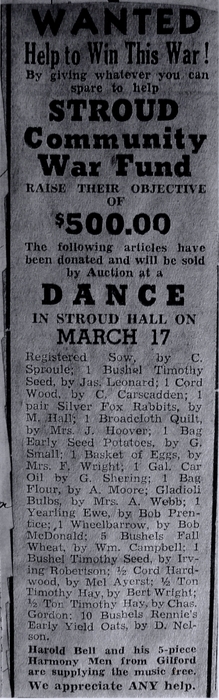 WANTED
Help to Win This War!
By giving whatever you can
spare to help
STROUD
Community
War Fund
RAISE THEIR OBJECTIVE
OF
$500.00
The following articles have
been donated and will be sold
by Auction at a
DANCE
IN STROUD HALL ON
MARCH 17
Registered Sow, by C.
Sproule; 1 Bushel Timothy
Seed, by Jas. Leonard; 1 Cord
Wood, by C. Carscadden; 1
pair Silver Fox Rabbits, by
M. Hall; 1 Broadcloth Quilt,
by Mrs. J. Hoover; 1 Bag
Early Seed Potatoes, by G.
Small; 1 Basket of Eggs, by
Mrs. F. Wright; 1 Gal. Car
Oil by G. Shering; 1 Bag
Flour, by A. Moore; Gladioli
Bulbs, by Mrs. A. Webb; 1
Yearling Ewe, by Bob Pren-
tice; 1 Wheelbarrow, by Bob
McDonald; 5 Bushels Fall
Wheat, by Wm. Campbell; 1
Bushel Timothy Seed, by Irv-
ing Robertson; ½ Cord Hard-
wood, by Mel Ayerst; ½ Ton
Timothy Hay, by Bert Wright;
½ Ton Timothy Hay, by Chas.
Gordon; 10 Bushels Rennie's
Early Yield Oats, by D. Nel-
son.
Harold Bell and his 5-piece
Harmony Men from Gilford
are supplying the music free.
We appreciate ANY help.